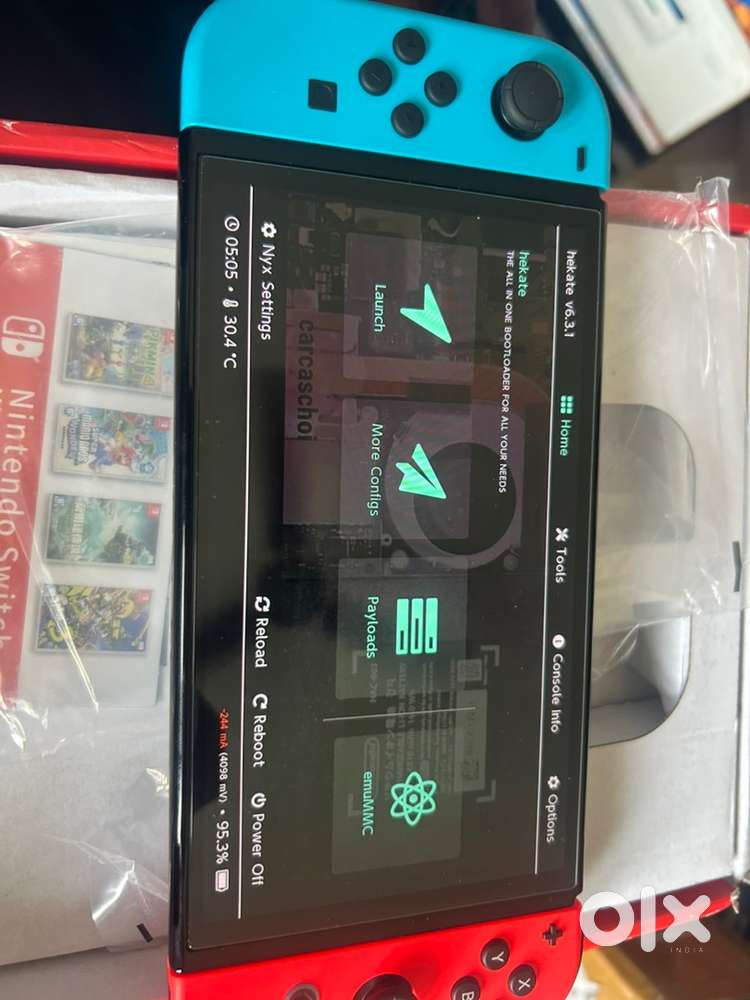 hekate v6.3.1
Home
Tools
Console Info
Options
hekate
THE ALL IN ONE BOOTLOADER FOR ALL YOUR NEEDS
Launch
More Configs
Payloads
emuMMC
carcaschoi
Nyx Settings
Reload
Reboot
Power Off
05:05 • 30.4 °C
-244 mA (4098 mV) • 95.3%
Y
X
B
Nintendo Switch
olx
INDIA